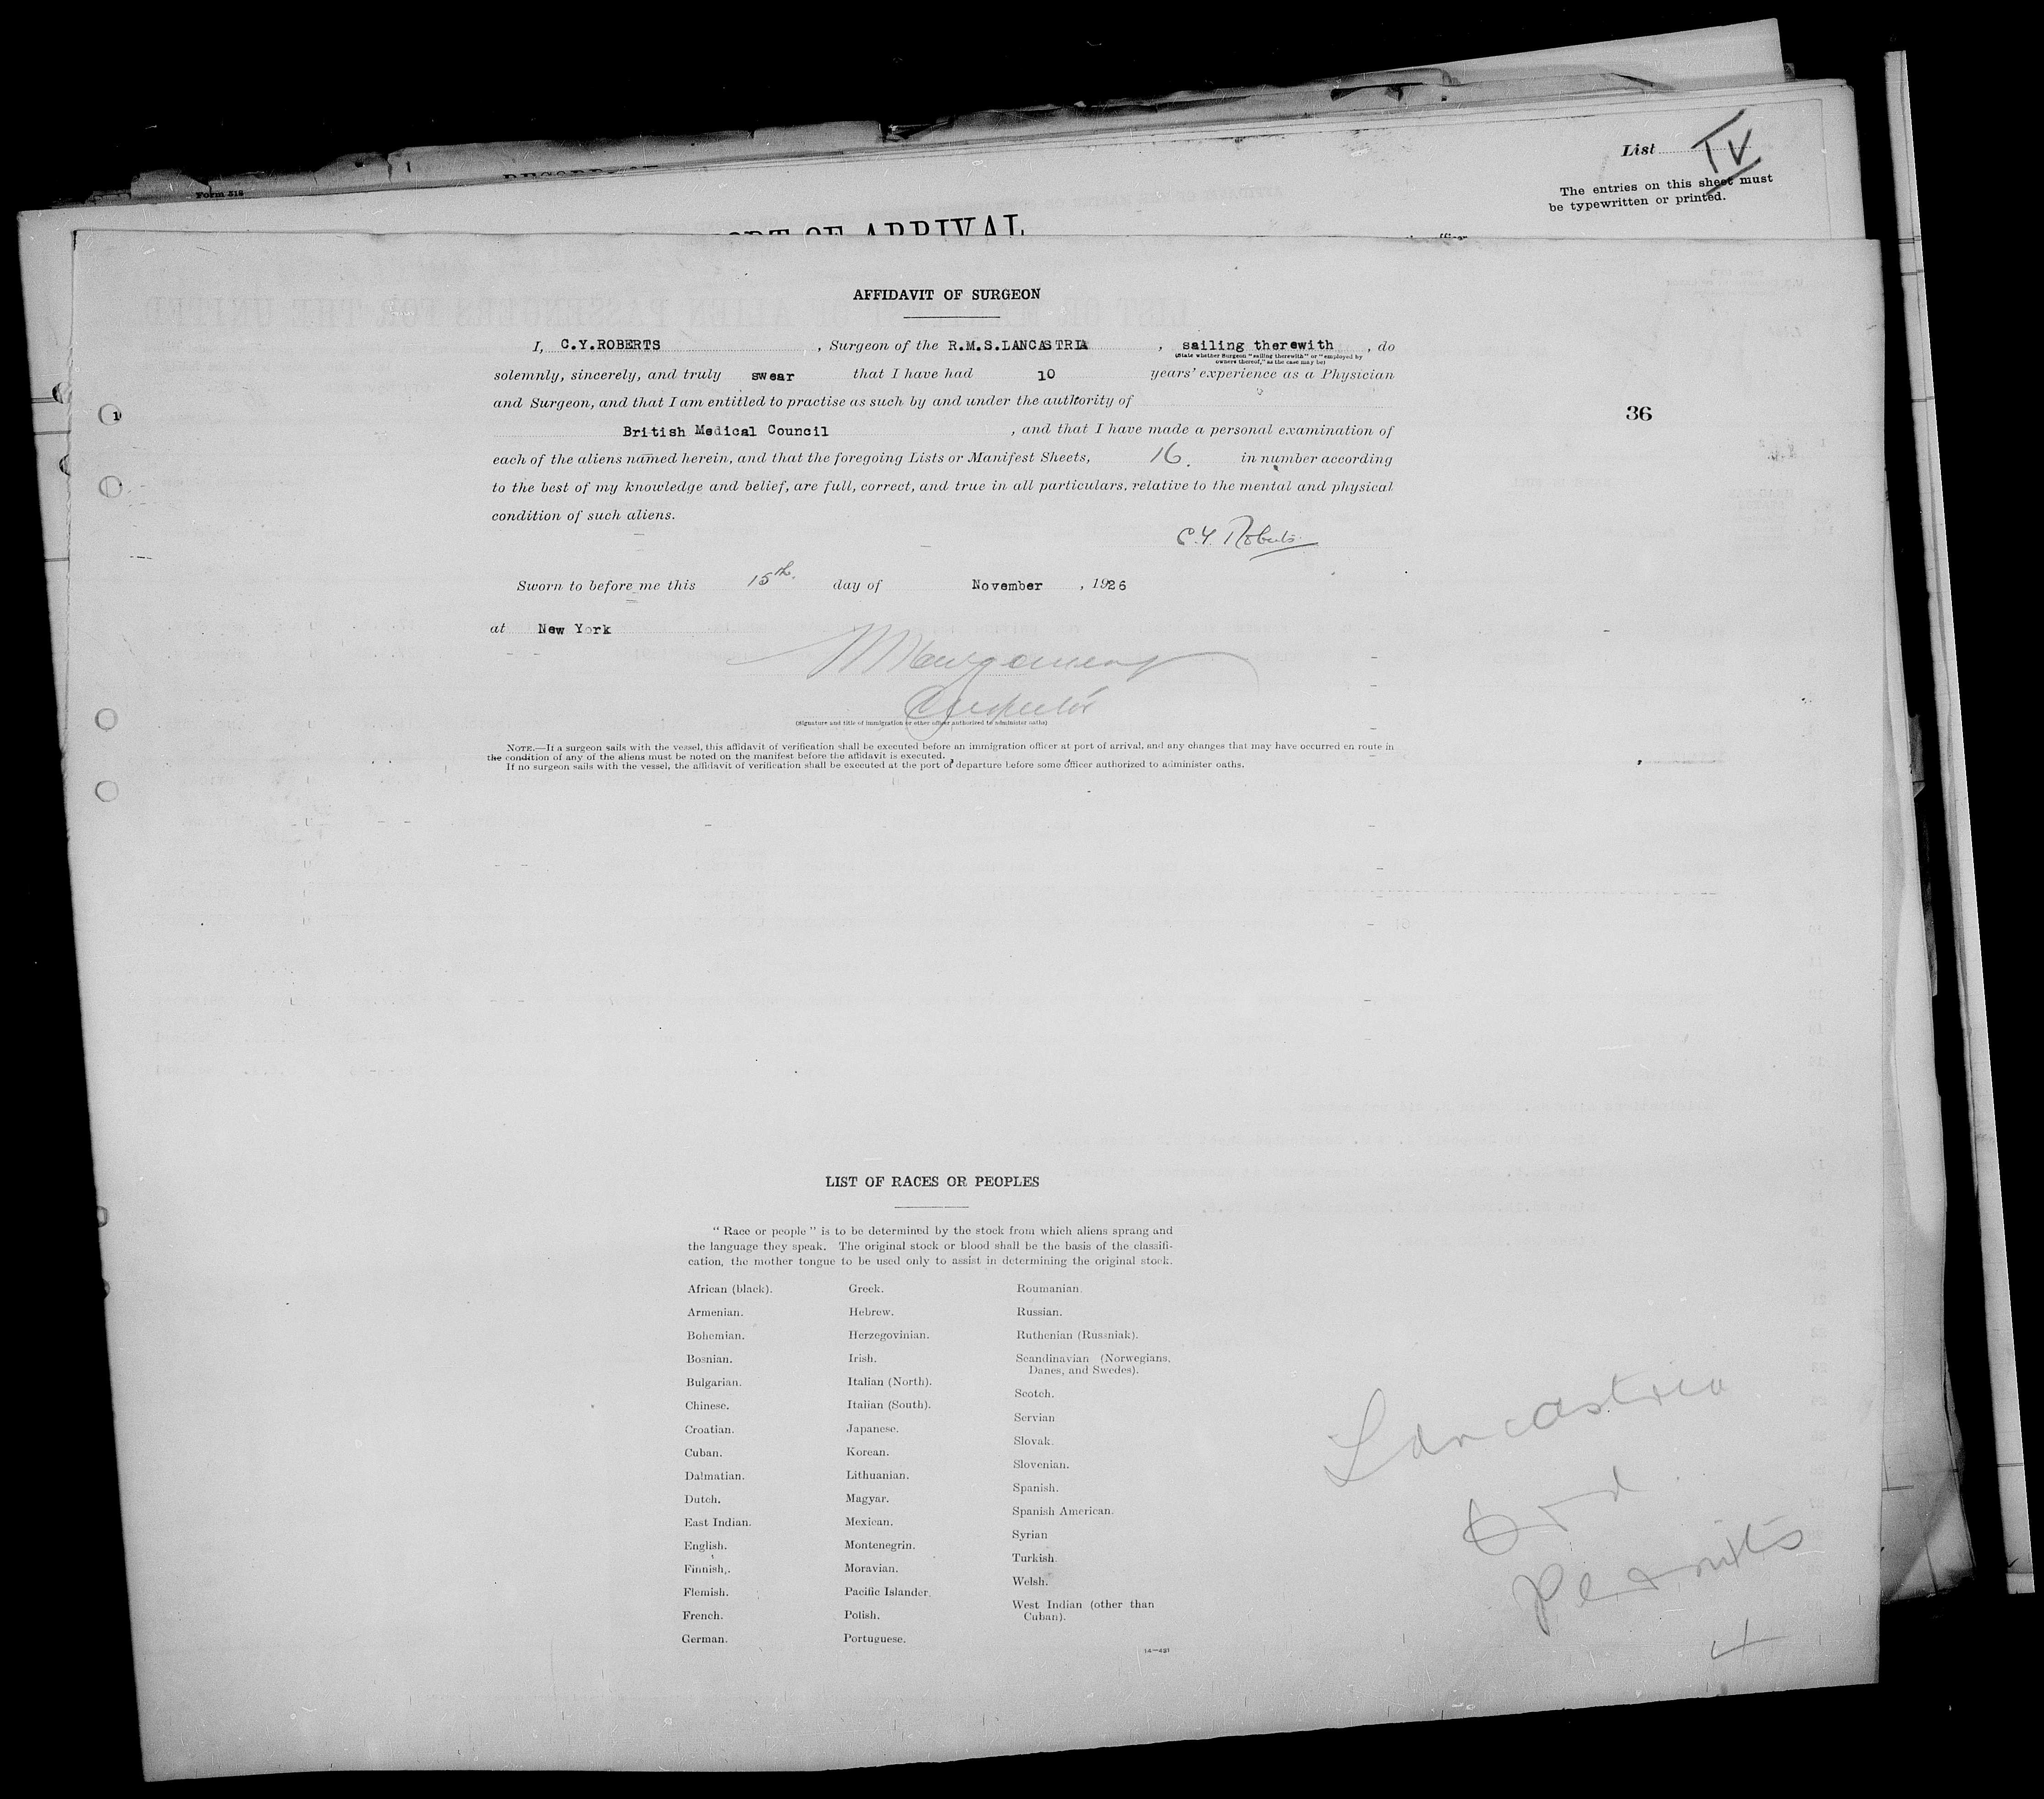 Form 518
List IV
The entries on this sheet must
be typewritten or printed.
OF ARRIVAL
AFFIDAVIT OF SURGEON
I, C.Y.ROBERTS , Surgeon of the R.M.S.LANCASTRIA , sailing therewith , do
(State whether Surgeon "sailing therewith" or "employed by
owners thereof," as the case may be)
solemnly, sincerely, and truly swear that I have had 10 years' experience as a Physician
and Surgeon, and that I am entitled to practise as such by and under the authority of
36
1
British Medical Council , and that I have made a personal examination of
each of the aliens named herein, and that the foregoing Lists or Manifest Sheets, 16. in number according
to the best of my knowledge and belief, are full, correct, and true in all particulars, relative to the mental and physical
condition of such aliens.
C.Y. Roberts
Sworn to before me this 15th. day of November , 1926
at New York
Inspector
(Signature and title of immigration or other officer authorized to administer oaths)
NOTE.—If a surgeon sails with the vessel, this affidavit of verification shall be executed before an immigration officer at port of arrival, and any changes that may have occurred en route in
the condition of any of the aliens must be noted on the manifest before the affidavit is executed.
If no surgeon sails with the vessel, the affidavit of verification shall be executed at the port of departure before some officer authorized to administer oaths.
LIST OF RACES OR PEOPLES
" Race or people " is to be determined by the stock from which aliens sprang and
the language they speak. The original stock or blood shall be the basis of the classifi-
cation, the mother tongue to be used only to assist in determining the original stock.
African (black).
Armenian.
Bohemian.
Bosnian.
Bulgarian.
Chinese.
Croatian.
Cuban.
Dalmatian.
Dutch.
East Indian.
English.
Finnish.
Flemish.
French.
German.
Greek.
Hebrew.
Herzegovinian.
Irish.
Italian (North).
Italian (South).
Japanese.
Korean.
Lithuanian.
Magyar.
Mexican.
Montenegrin.
Moravian.
Pacific Islander.
Polish.
Portuguese.
Roumanian.
Russian.
Ruthenian (Russniak).
Scandinavian (Norwegians,
Danes, and Swedes).
Scotch.
Servian
Slovak.
Slovenian.
Spanish.
Spanish American.
Syrian
Turkish.
Welsh.
West Indian (other than
Cuban).
14—431
Lancastria
Permits
4